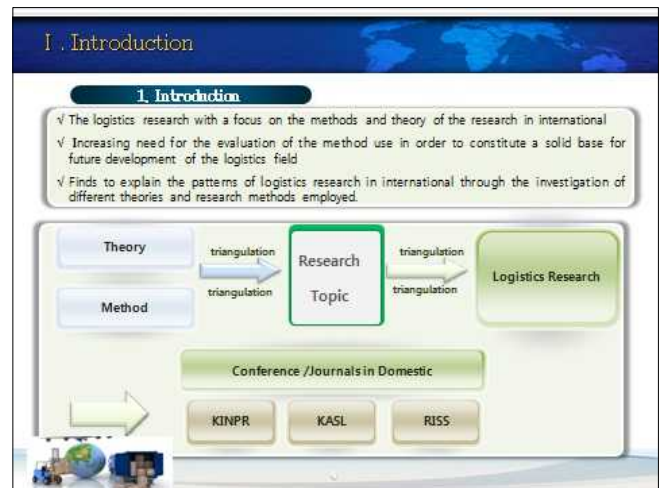 Ⅰ. Introduction
1. Introduction
√ The logistics research with a focus on the methods and theory of the research in international
√ Increasing need for the evaluation of the method use in order to constitute a solid base for
future development of the logistics field
√ Finds to explain the patterns of logistics research in international through the investigation of
different theories and research methods employed.
Theory
Method
triangulation
triangulation
Research
Topic
triangulation
triangulation
Logistics Research
Conference /Journals in Domestic
KINPR
KASL
RISS